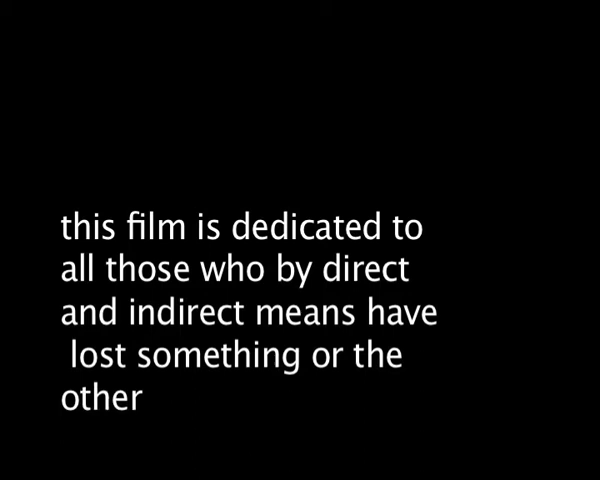 this film is dedicated to
all those who by direct
and indirect means have
lost something or the
other